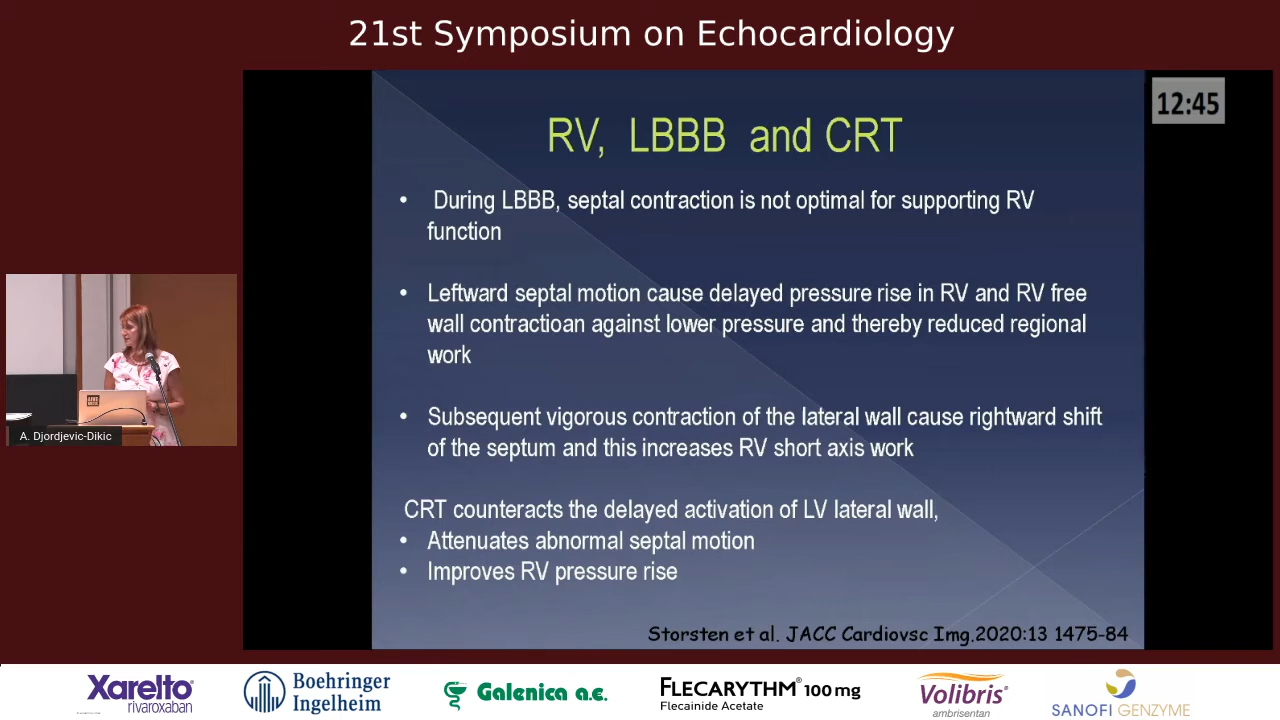 21st Symposium on Echocardiology
12:45
RV, LBBB and CRT
• During LBBB, septal contraction is not optimal for supporting RV
function
• Leftward septal motion cause delayed pressure rise in RV and RV free
wall contractioan against lower pressure and thereby reduced regional
work
• Subsequent vigorous contraction of the lateral wall cause rightward shift
of the septum and this increases RV short axis work
CRT counteracts the delayed activation of LV lateral wall,
• Attenuates abnormal septal motion
• Improves RV pressure rise
Storsten et al. JACC Cardiovsc Img.2020:13 1475-84
A. Djordjevic-Dikic
Xarelto®
rivaroxaban
Boehringer
Ingelheim
Galenica a.e.
FLECARYTHM® 100 mg
Flecainide Acetate
Volibris®
ambrisentan
SANOFI GENZYME